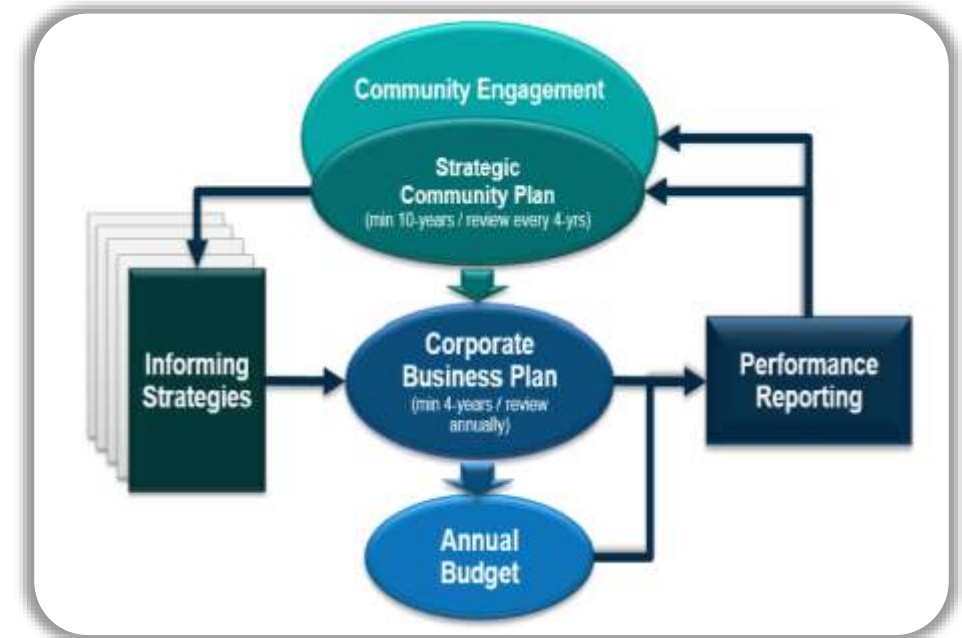 Community Engagement
Strategic
Community Plan
(min 10-years / review every 4-yrs)
Informing
Strategies
Corporate
Business Plan
(min 4-years / review
annually)
Performance
Reporting
Annual
Budget